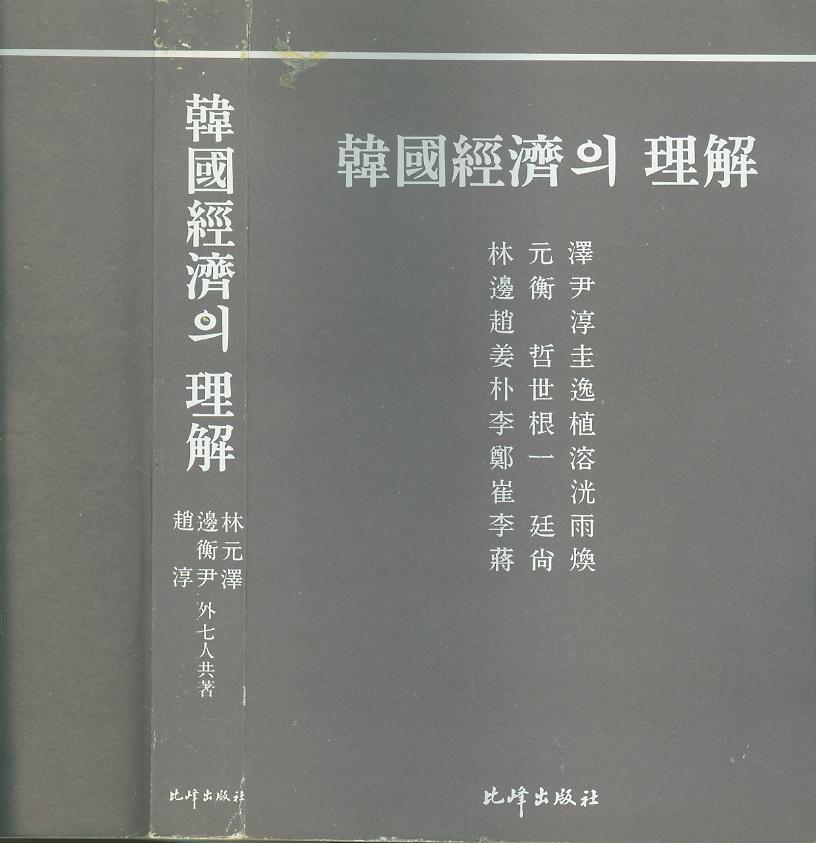 韓國經濟의 理解
林元澤
邊衡尹
趙 淳
外七人共著
比峰出版社
韓國經濟의 理解
林元澤
邊衡尹
趙 淳
姜哲圭
朴世逸
李根植
鄭一溶
崔 洸
李廷雨
蔣尙煥
比峰出版社